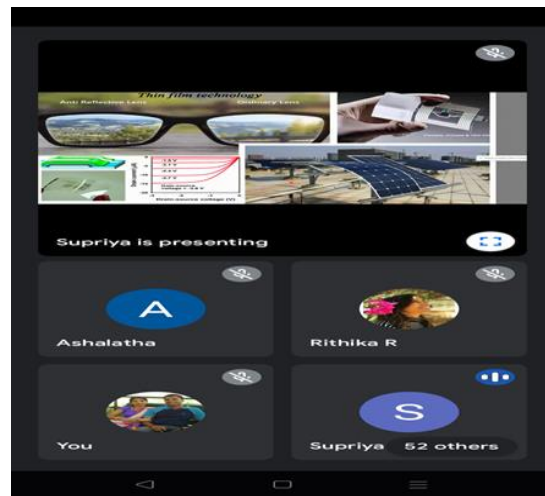 Thin film technology
Anti Reflection Lens
Ordinary Lens
Supriya is presenting
A
Ashalatha
Rithika R
You
S
Supriya
52 others